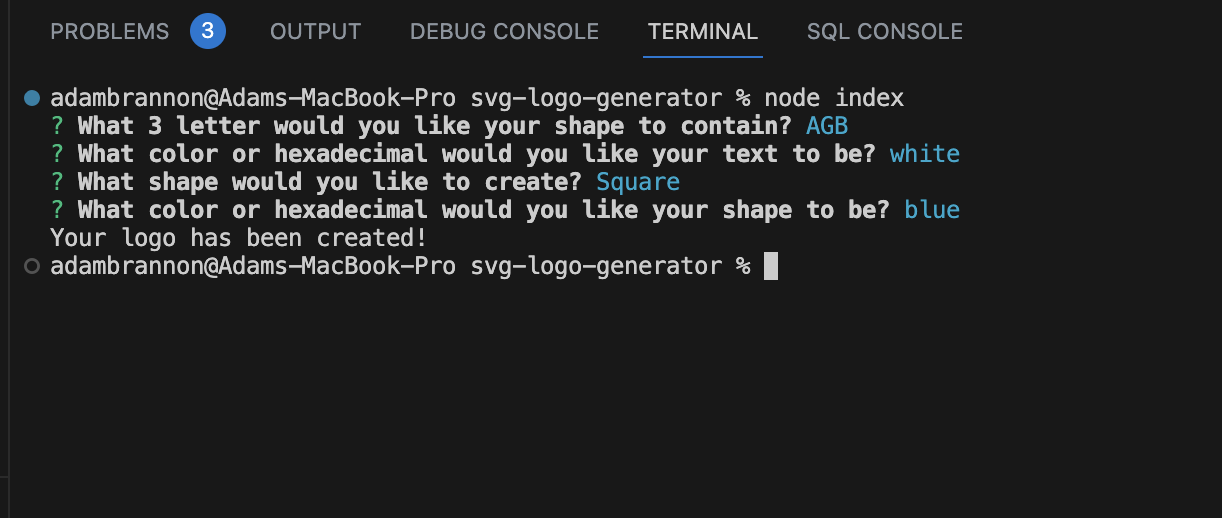 PROBLEMS 3 OUTPUT DEBUG CONSOLE TERMINAL SQL CONSOLE
adambrannon@Adams-MacBook-Pro svg-logo-generator % node index
? What 3 letter would you like your shape to contain? AGB
? What color or hexadecimal would you like your text to be? white
? What shape would you like to create? Square
? What color or hexadecimal would you like your shape to be? blue
Your logo has been created!
adambrannon@Adams-MacBook-Pro svg-logo-generator %